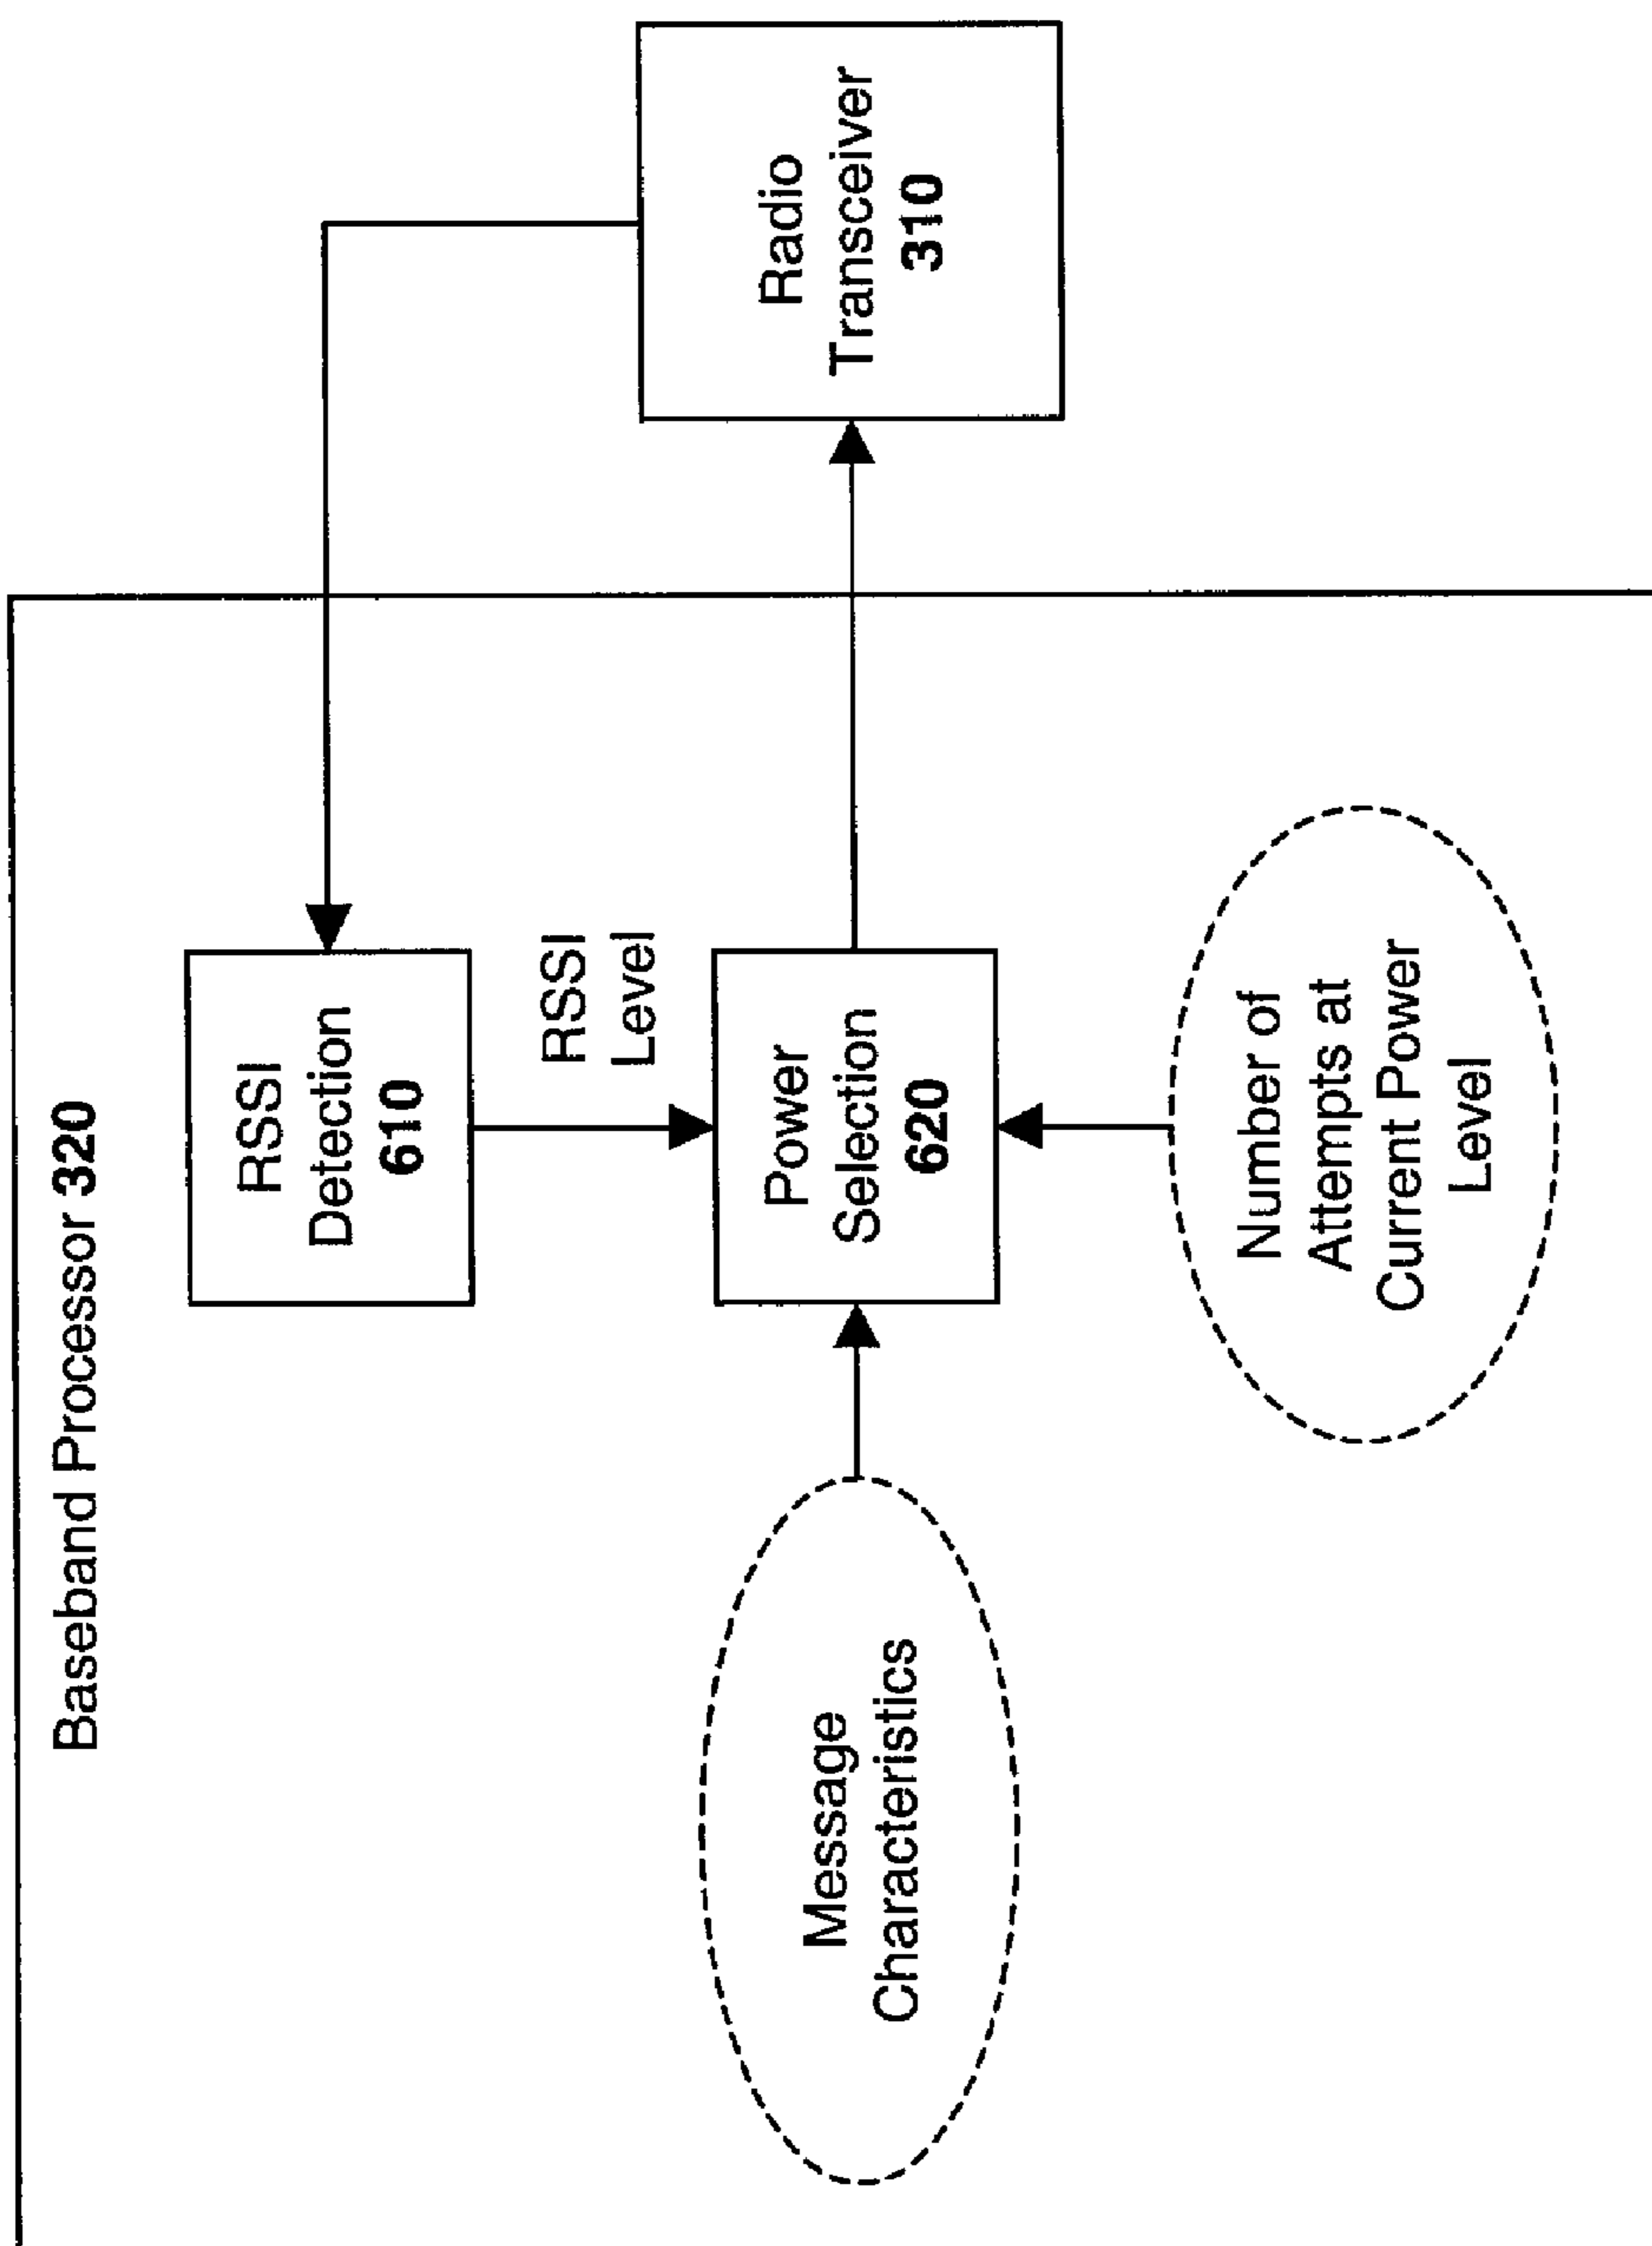 Baseband Processor 320
RSSI
Detection
610
RSSI
Level
Message
Characteristics
Power
Selection
620
Radio
Transceiver
310
Number of
Attempts at
Current Power
Level